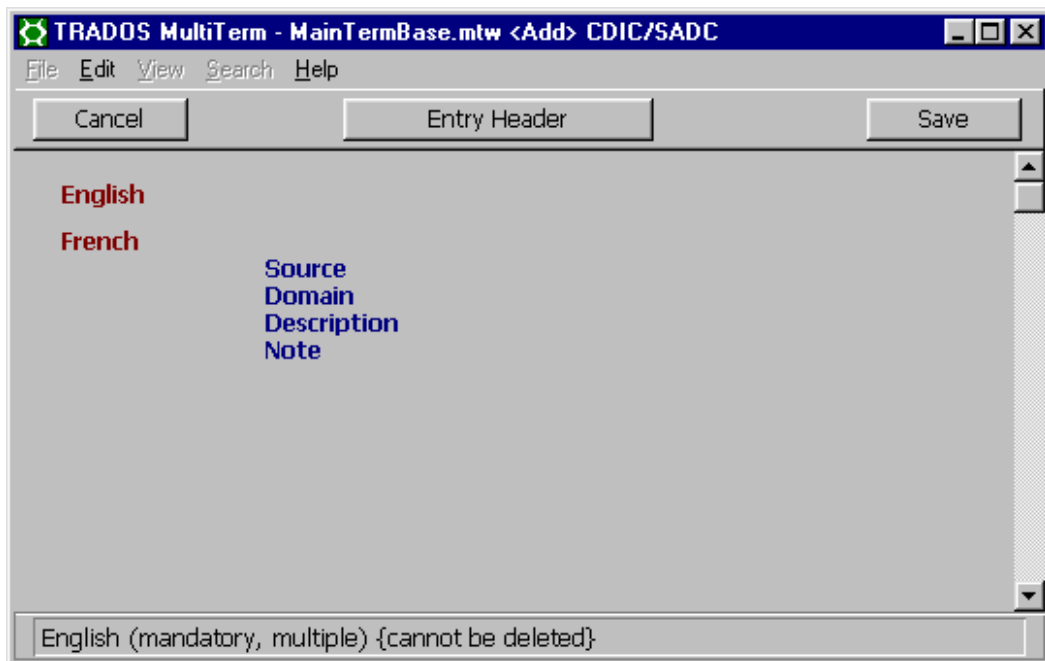 TRADOS MultiTerm - MainTermBase.mtw <Add> CDIC/SADC
File Edit View Search Help
Cancel Entry Header Save
English
French
Source
Domain
Description
Note
English (mandatory, multiple) {cannot be deleted}